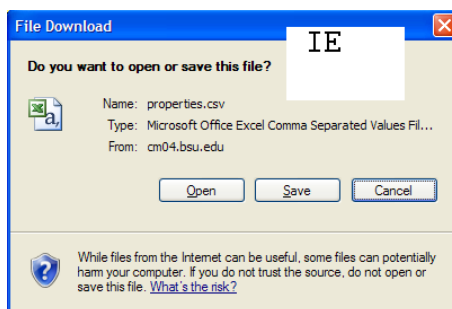 File Download
IE
Do you want to open or save this file?
Name: properties.csv
Type: Microsoft Office Excel Comma Separated Values Fil...
From: cm04.bsu.edu
Open Save Cancel
While files from the Internet can be useful, some files can potentially
harm your computer. If you do not trust the source, do not open or
save this file. What's the risk?